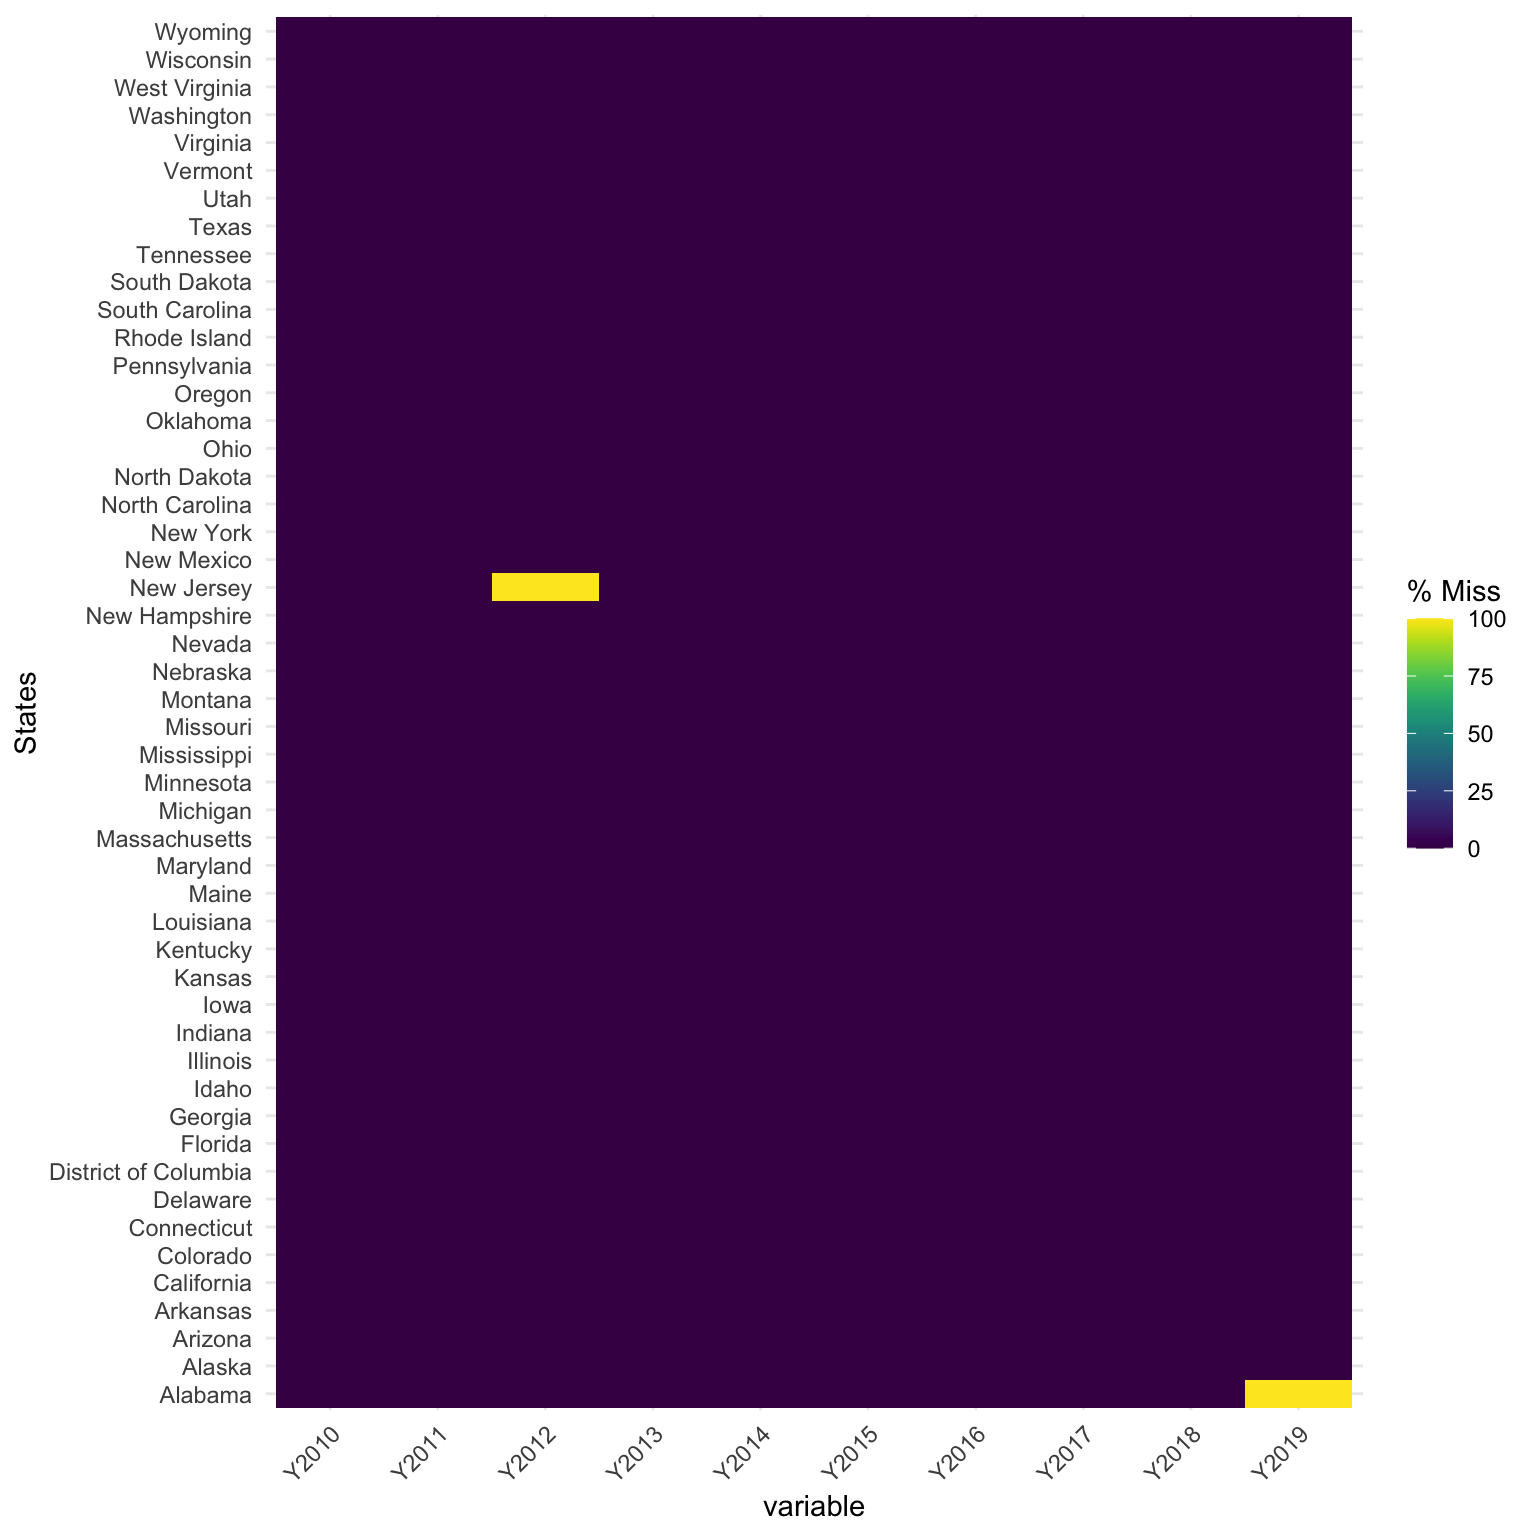 Wyoming
Wisconsin
West Virginia
Washington
Virginia
Vermont
Utah
Texas
Tennessee
South Dakota
South Carolina
Rhode Island
Pennsylvania
Oregon
Oklahoma
Ohio
North Dakota
North Carolina
New York
New Mexico
New Jersey
New Hampshire
Nevada
Nebraska
Montana
Missouri
Mississippi
Minnesota
Michigan
Massachusetts
Maryland
Maine
Louisiana
Kentucky
Kansas
Iowa
Indiana
Illinois
Idaho
Georgia
Florida
District of Columbia
Delaware
Connecticut
Colorado
California
Arkansas
Arizona
Alaska
Alabama
States
Y2010
Y2011
Y2012
Y2013
Y2014
Y2015
Y2016
Y2017
Y2018
Y2019
variable
% Miss
100
75
50
25
0